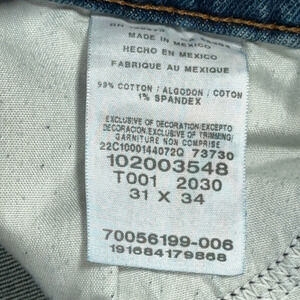 MADE IN MEXICO
HECHO EN MEXICO
FABRIQUE AU MEXIQUE
99% COTTON / ALGODON / COTON
1% SPANDEX
EXCLUSIVE OF DECORATION/EXCEPTO
DECORACION/EXCLUSIVE OF TRIMMING/
GARNITURE NON COMPRISE
22C1000144072Q 73730
102003548
T001 2030
31 X 34
70056199-006
191684179868